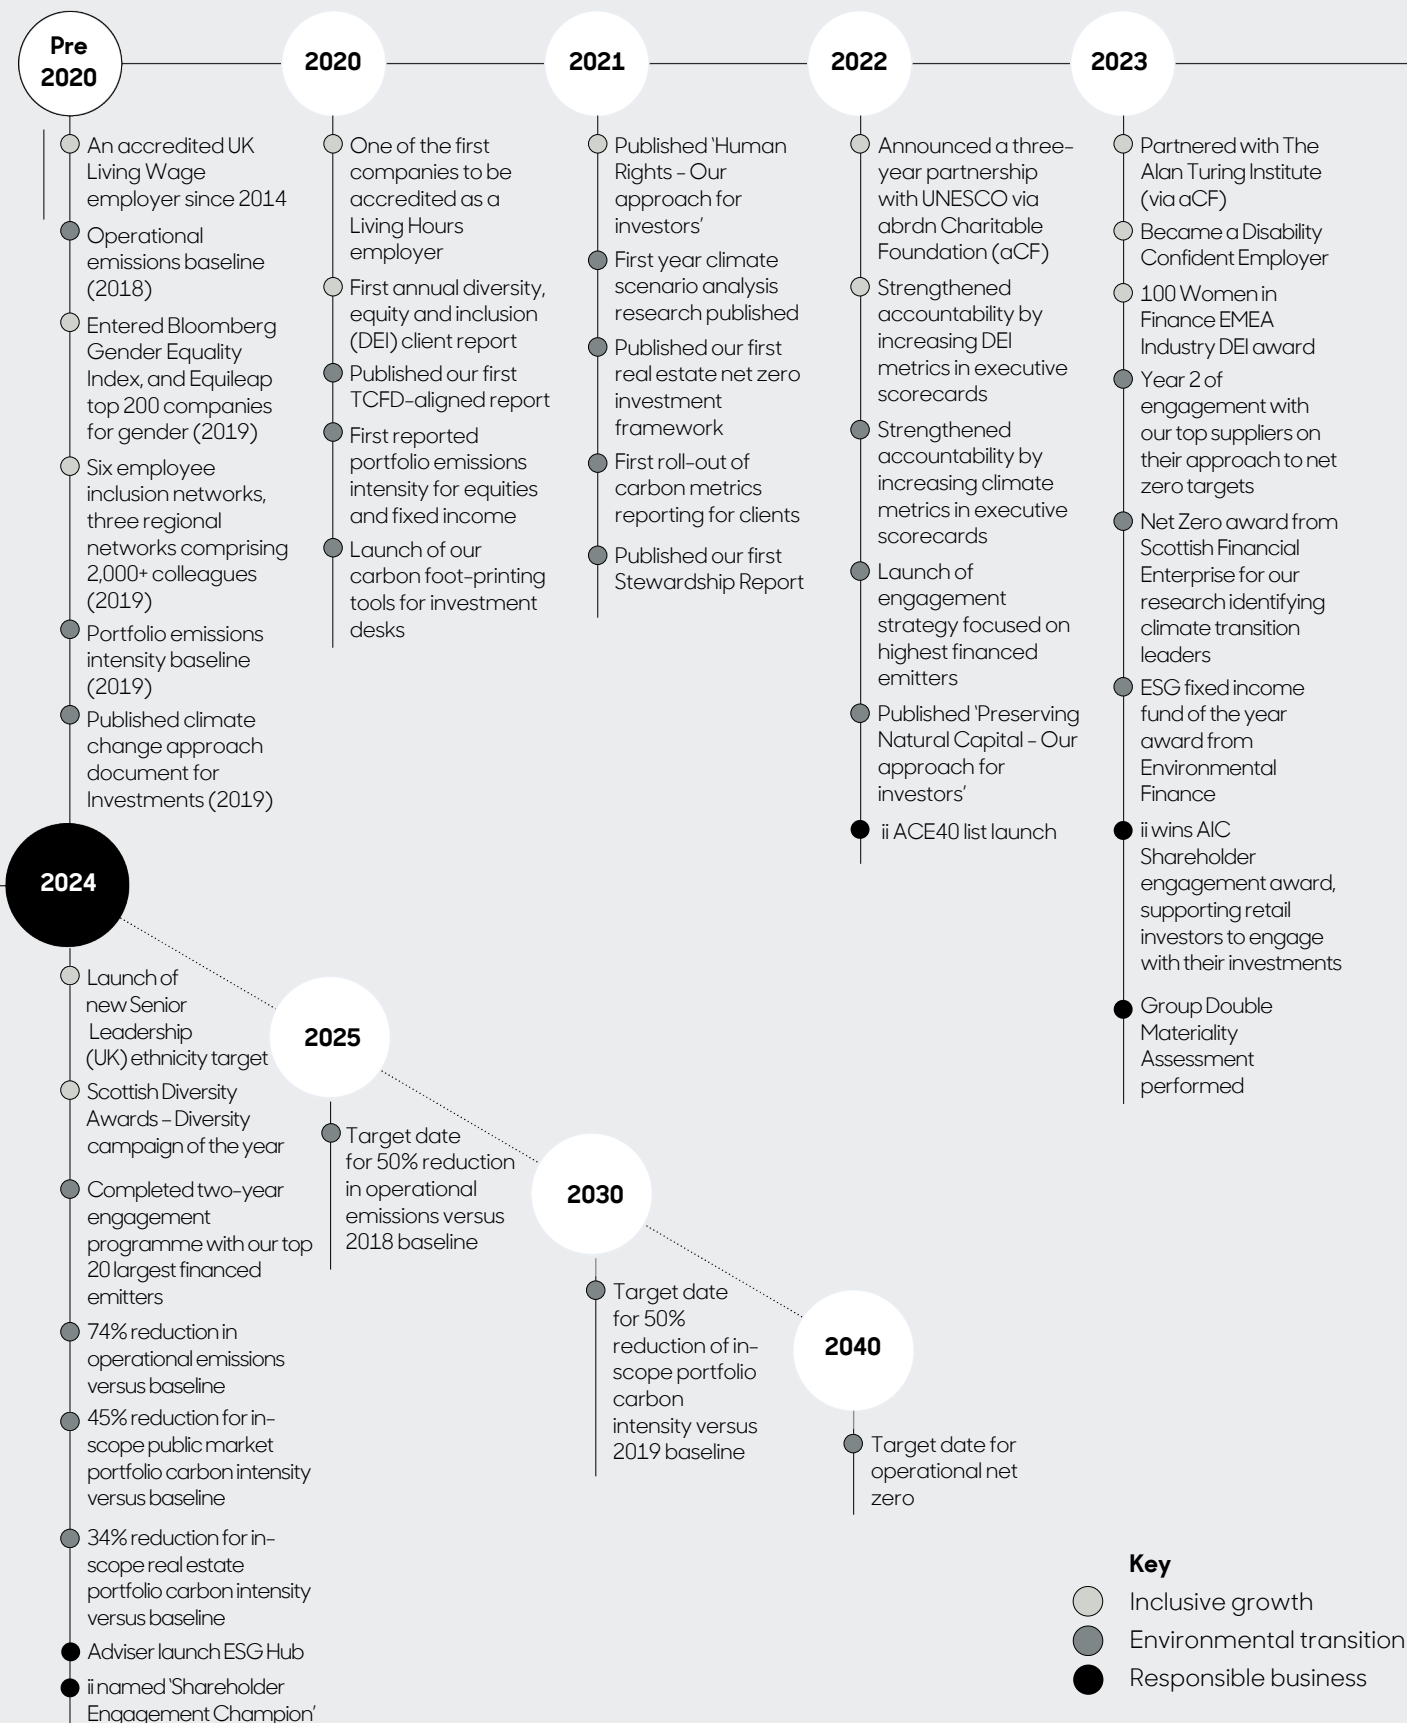 Pre
2020
An accredited UK
Living Wage
employer since 2014
Operational
emissions baseline
(2018)
Entered Bloomberg
Gender Equality
Index, and Equileap
top 200 companies
for gender (2019)
Six employee
inclusion networks,
three regional
networks comprising
2,000+ colleagues
(2019)
Portfolio emissions
intensity baseline
(2019)
Published climate
change approach
document for
Investments (2019)
2020
One of the first
companies to be
accredited as a
Living Hours
employer
First annual diversity,
equity and inclusion
(DEI) client report
Published our first
TCFD-aligned report
First reported
portfolio emissions
intensity for equities
and fixed income
Launch of our
carbon foot-printing
tools for investment
desks
2021
Published ‘Human
Rights – Our
approach for
investors’
First year climate
scenario analysis
research published
Published our first
real estate net zero
investment
framework
First roll-out of
carbon metrics
reporting for clients
Published our first
Stewardship Report
2022
Announced a three-
year partnership
with UNESCO via
abrdn Charitable
Foundation (aCF)
Strengthened
accountability by
increasing DEI
metrics in executive
scorecards
Strengthened
accountability by
increasing climate
metrics in executive
scorecards
Launch of
engagement
strategy focused on
highest financed
emitters
Published ‘Preserving
Natural Capital – Our
approach for
investors’
ii ACE40 list launch
2023
Partnered with The
Alan Turing Institute
(via aCF)
Became a Disability
Confident Employer
100 Women in
Finance EMEA
Industry DEI award
Year 2 of
engagement with
our top suppliers on
their approach to net
zero targets
Net Zero award from
Scottish Financial
Enterprise for our
research identifying
climate transition
leaders
ESG fixed income
fund of the year
award from
Environmental
Finance
ii wins AIC
Shareholder
engagement award,
supporting retail
investors to engage
with their investments
Group Double
Materiality
Assessment
performed
2024
Launch of
new Senior
Leadership
(UK) ethnicity target
Scottish Diversity
Awards – Diversity
campaign of the year
Completed two-year
engagement
programme with our top
20 largest financed
emitters
74% reduction in
operational emissions
versus baseline
45% reduction for in-
scope public market
portfolio carbon intensity
versus baseline
34% reduction for in-
scope real estate
portfolio carbon intensity
versus baseline
Adviser launch ESG Hub
ii named ‘Shareholder
Engagement Champion’
2025
Target date
for 50% reduction
in operational
emissions versus
2018 baseline
2030
Target date
for 50%
reduction of in-
scope portfolio
carbon
intensity versus
2019 baseline
2040
Target date for
operational net
zero
Key
Inclusive growth
Environmental transition
Responsible business